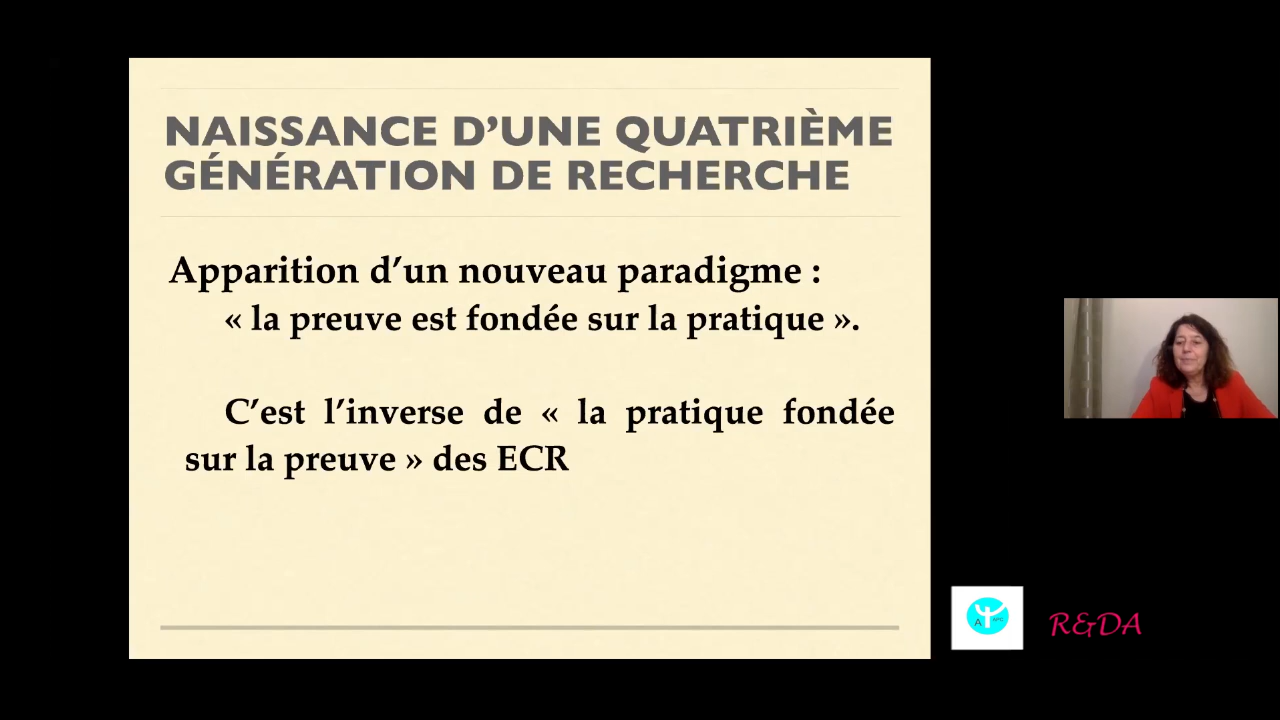 NAISSANCE D’UNE QUATRIÈME
GÉNÉRATION DE RECHERCHE
Apparition d’un nouveau paradigme :
« la preuve est fondée sur la pratique ».
C’est l’inverse de « la pratique fondée
sur la preuve » des ECR
R&DA